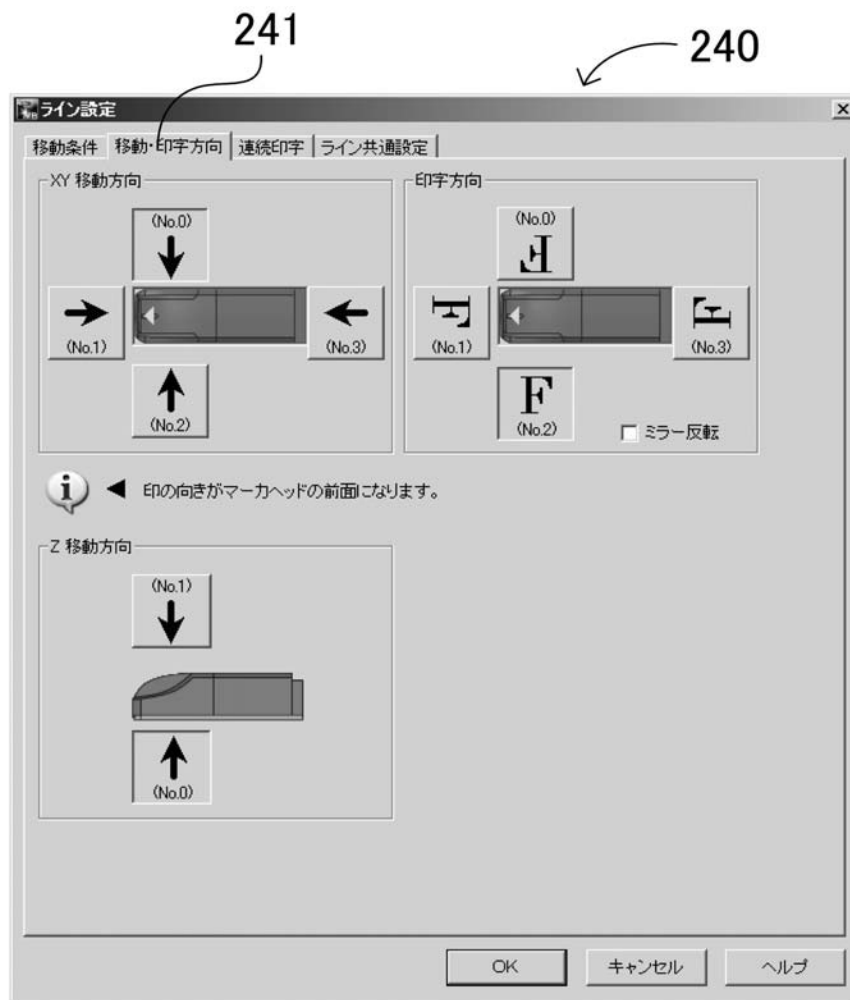 241
240
ライン設定
移動条件 移動・印字方向 連続印字 ライン共通設定
XY 移動方向
(No.0)
(No.1)
(No.3)
(No.2)
印字方向
(No.0)
F
F
(No.1)
F
(No.3)
F
(No.2)
ミラー反転
i ◀ 印の向きがマーカヘッドの前面になります。
Z 移動方向
(No.1)
(No.0)
OK キャンセル ヘルプ